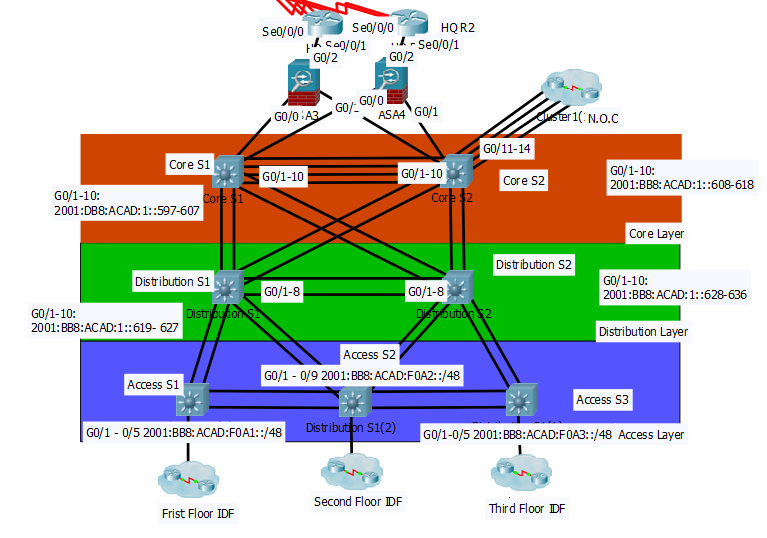 Se0/0/0
Se0/0/0
HQR2
Se0/0/1
Se0/0/1
G0/2
G0/2
G0/0
G0/0
G0/1
A3
ASA4
Cluster1(
N.O.C
G0/11-14
Core S1
G0/1-10
G0/1-10
Core S2
Core S1
Core S2
G0/1-10:
2001:DB8:ACAD:1::597-607
G0/1-10:
2001:BB8:ACAD:1::608-618
Core Layer
Distribution S1
Distribution S2
G0/1-8
G0/1-8
Distribution S1
Distribution S2
G0/1-10:
2001:BB8:ACAD:1::628-636
G0/1-10:
2001:BB8:ACAD:1::619- 627
Distribution Layer
Access S2
G0/1 - 0/9 2001:BB8:ACAD:F0A2::/48
Access S1
Access S3
Distribution S1(2)
G0/1 - 0/5 2001:BB8:ACAD:F0A1::/48
G0/1-0/5 2001:BB8:ACAD:F0A3::/48 Access Layer
Frist Floor IDF
Second Floor IDF
Third Floor IDF